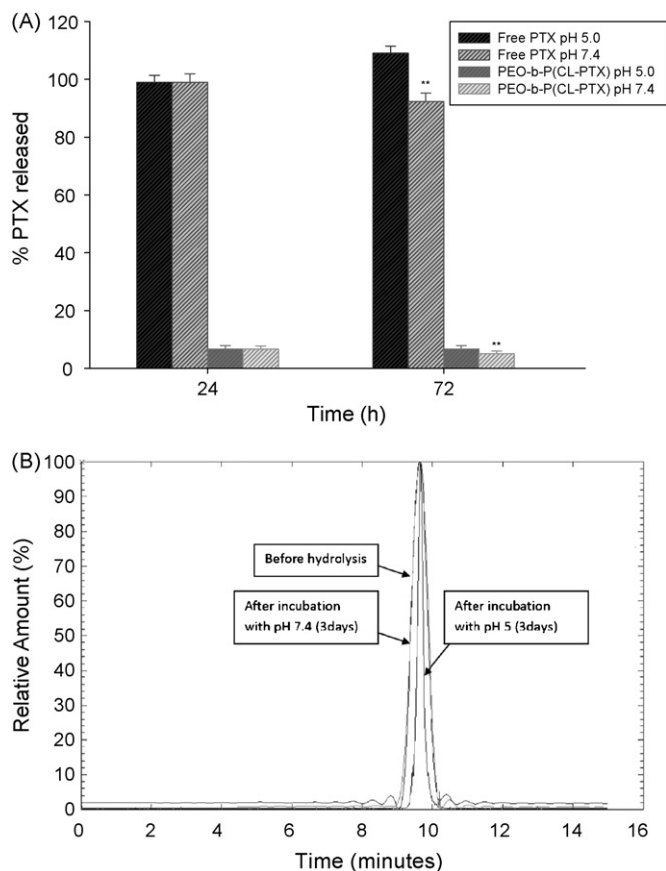 (A)
120
100
80
60
40
20
0
% PTX released
Free PTX pH 5.0
Free PTX pH 7.4
PEO-b-P(CL-PTX) pH 5.0
PEO-b-P(CL-PTX) pH 7.4
**
**
24
72
Time (h)
(B)
100
90
80
70
60
50
40
30
20
10
0
Relative Amount (%)
Before hydrolysis
After incubation
with pH 7.4 (3days)
After incubation
with pH 5 (3days)
0 2 4 6 8 10 12 14 16
Time (minutes)